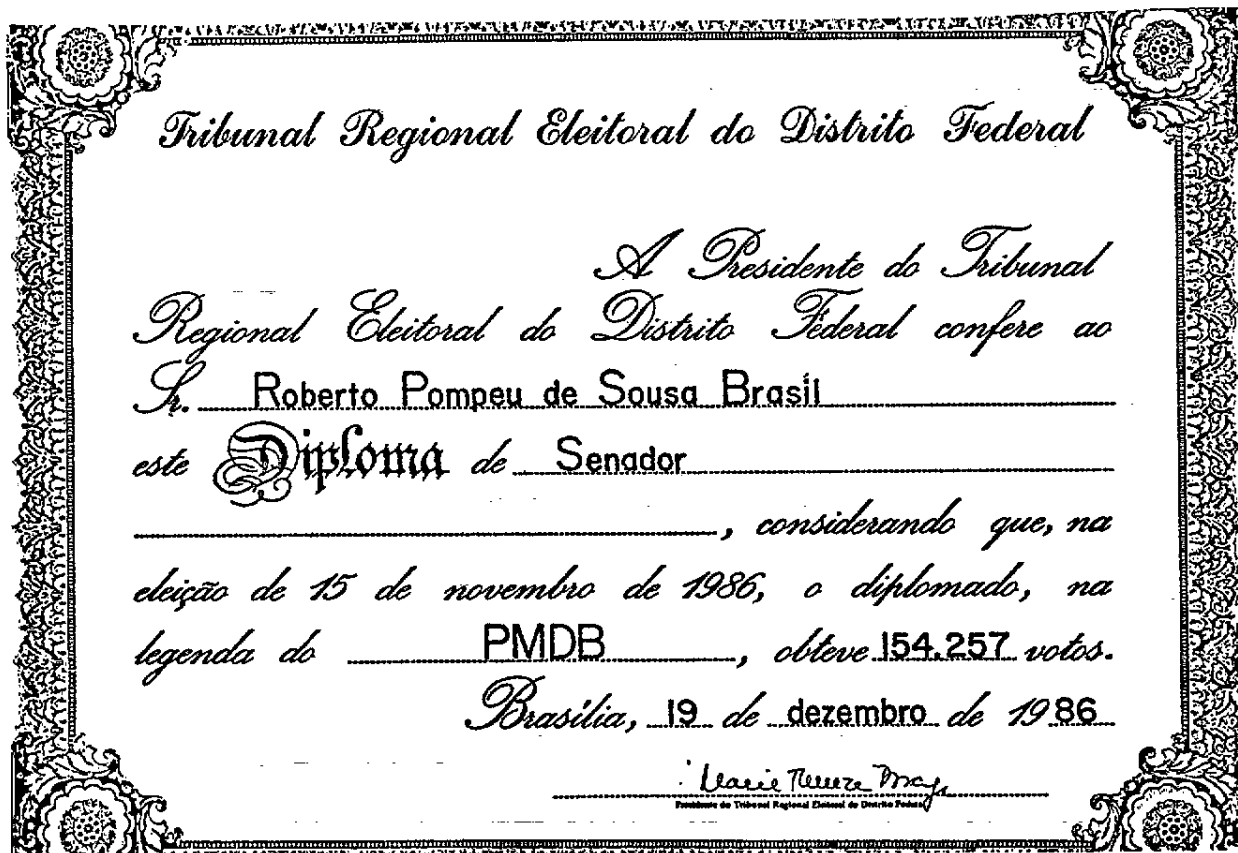 Tribunal Regional Eleitoral do Distrito Federal
A Presidente do Tribunal
Regional Eleitoral do Distrito Federal confere ao
Sr. Roberto Pompeu de Sousa Brasil
este Diploma de Senador
, considerando que, na
eleição de 15 de novembro de 1986, o diplomado, na
legenda do PMDB, obteve 154.257 votos.
Brasília, 19 de dezembro de 1986
Presidente do Tribunal Regional Eleitoral do Distrito Federal